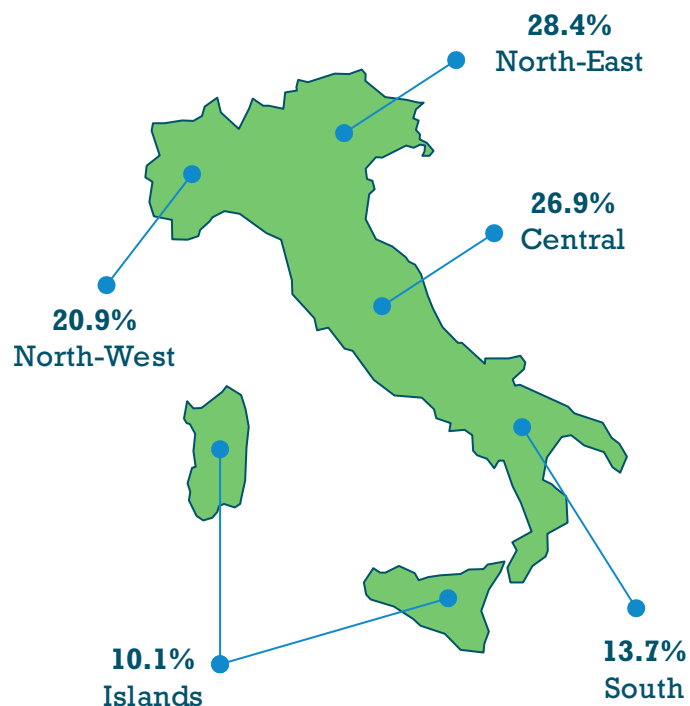 28.4%
North-East
26.9%
Central
20.9%
North-West
10.1%
Islands
13.7%
South